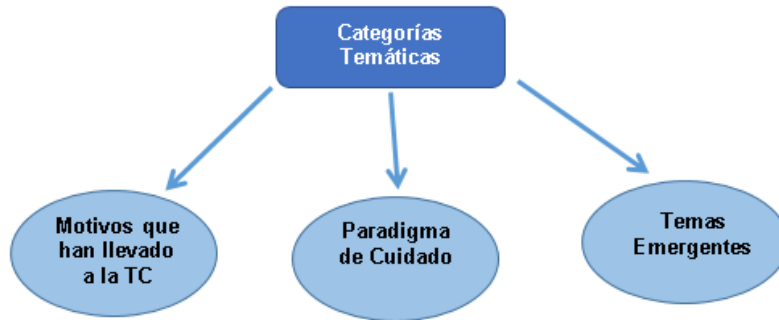 Categorías
Temáticas
Motivos que
han llevado
a la TC
Paradigma
de Cuidado
Temas
Emergentes